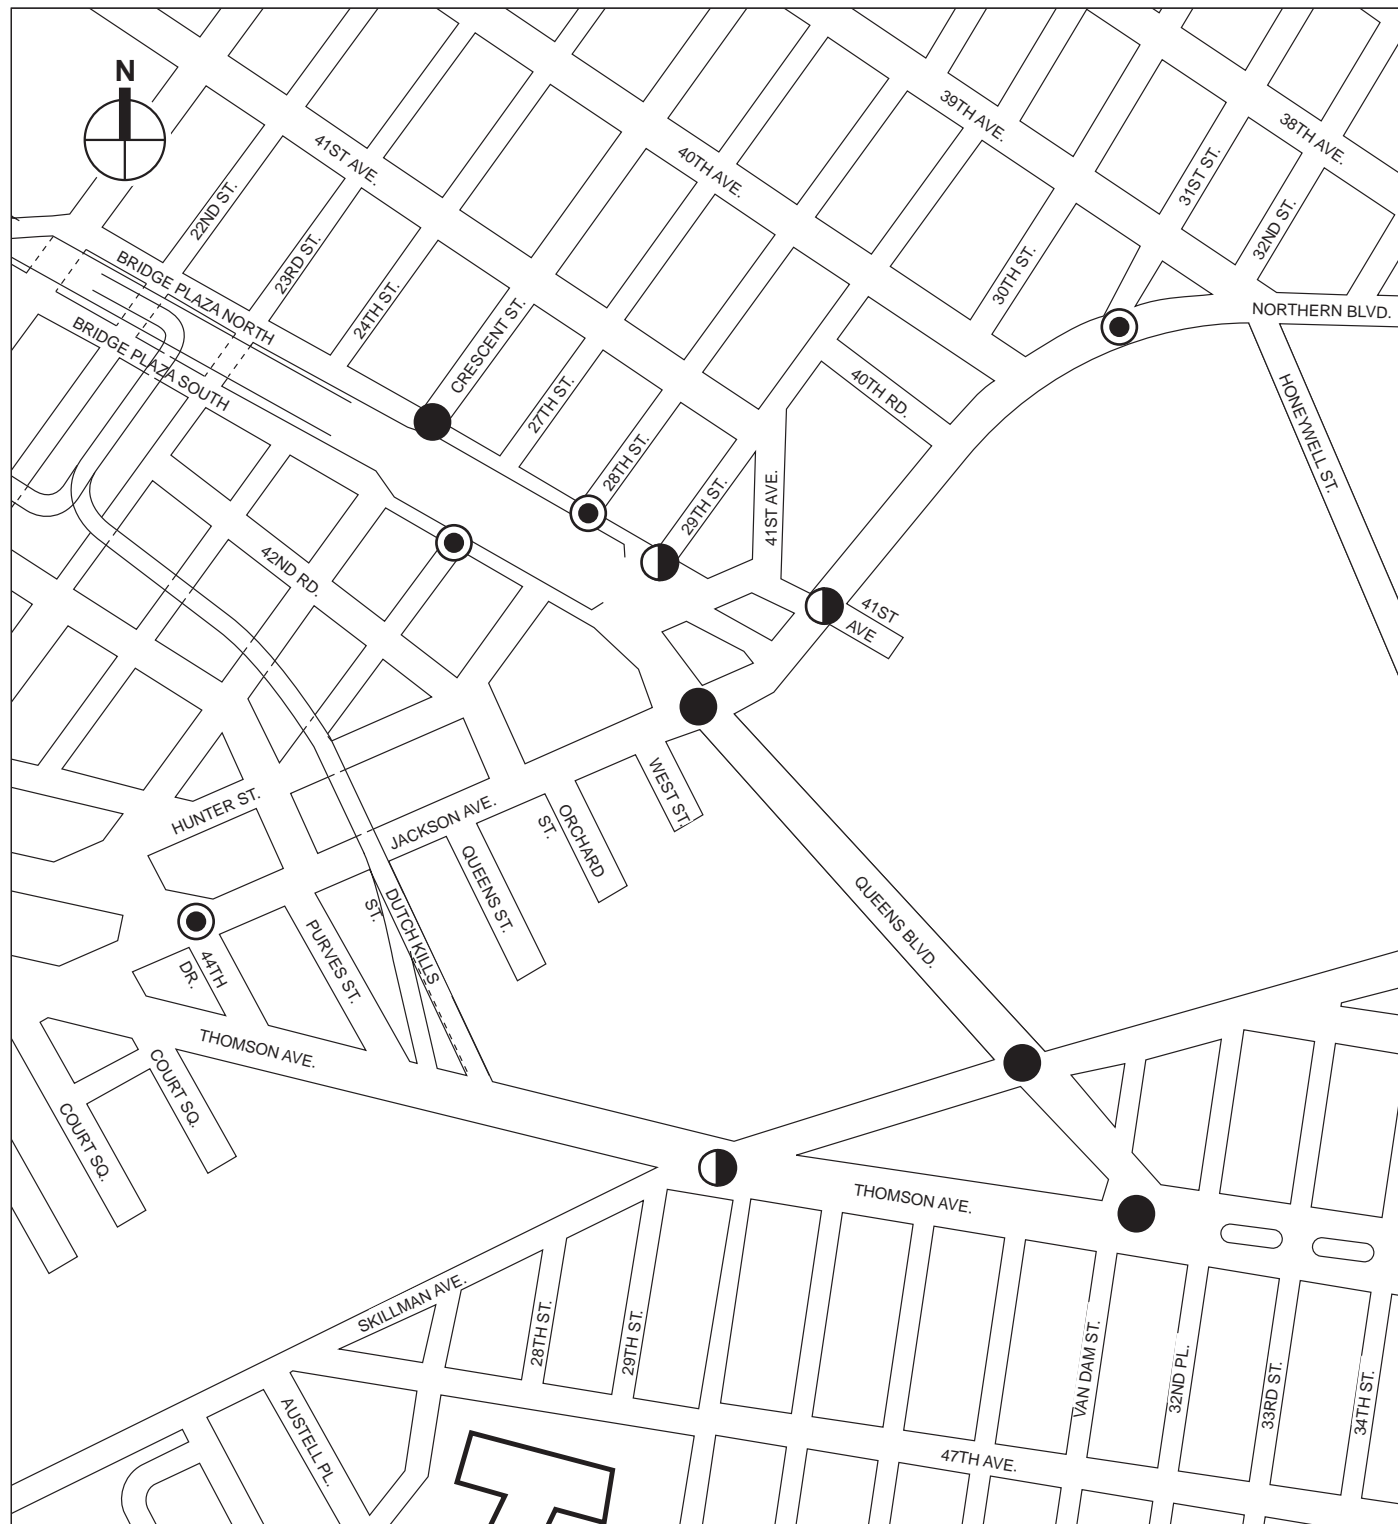 N
39TH AVE.
38TH AVE.
41ST AVE.
40TH AVE.
31ST ST.
22ND ST.
32ND ST.
23RD ST.
30TH ST.
BRIDGE PLAZA NORTH
24TH ST.
NORTHERN BLVD.
BRIDGE PLAZA SOUTH
CRESCENT ST.
27TH ST.
40TH RD.
HONEYWELL ST.
28TH ST.
29TH ST.
41ST AVE.
42ND RD.
41ST
AVE
WEST ST.
HUNTER ST.
JACKSON AVE.
ORCHARD
ST.
QUEENS ST.
DUTCH KILLS
ST.
QUEENS BLVD.
PURVES ST.
44TH
DR.
THOMSON AVE.
COURT SQ.
COURT SQ.
THOMSON AVE.
SKILLMAN AVE.
28TH ST.
29TH ST.
VAN DAM ST.
32ND PL.
33RD ST.
34TH ST.
AUSTELL PL.
47TH AVE.